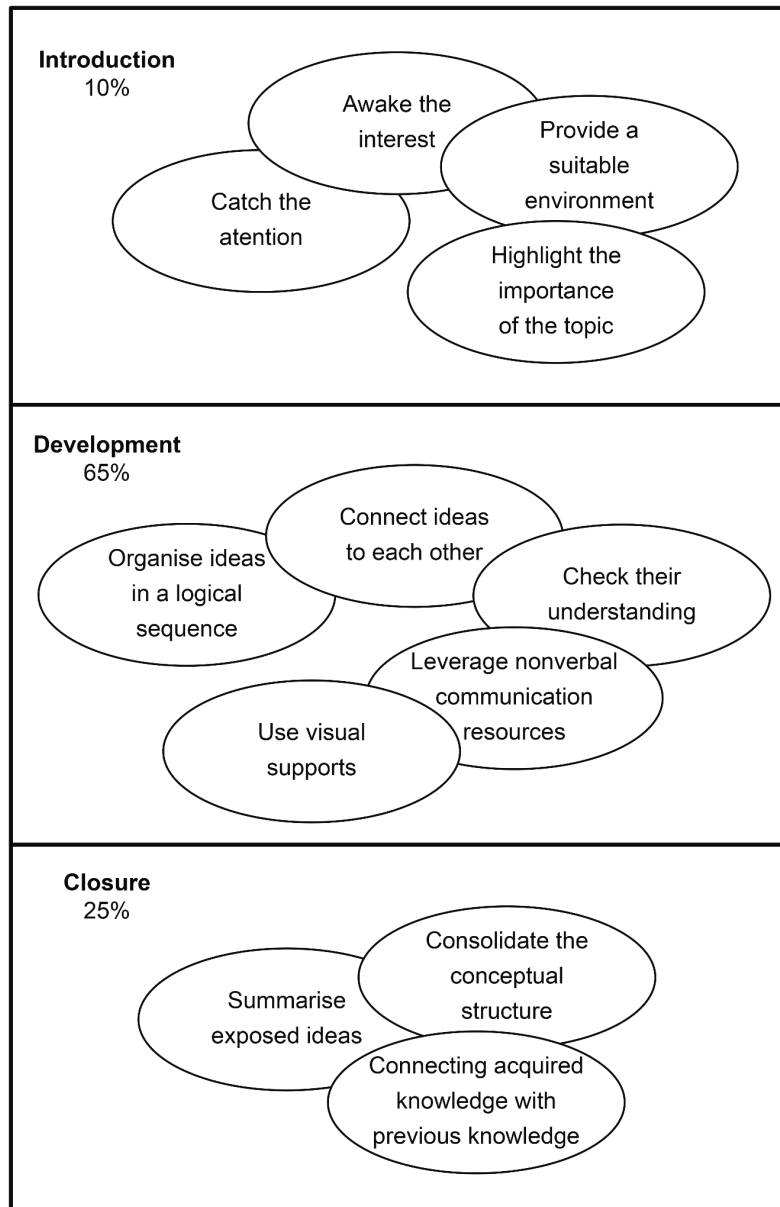 Introduction
10%
Catch the
atention
Awake the
interest
Provide a
suitable
environment
Highlight the
importance
of the topic
Development
65%
Organise ideas
in a logical
sequence
Connect ideas
to each other
Check their
understanding
Leverage nonverbal
communication
resources
Use visual
supports
Closure
25%
Summarise
exposed ideas
Consolidate the
conceptual
structure
Connecting acquired
knowledge with
previous knowledge